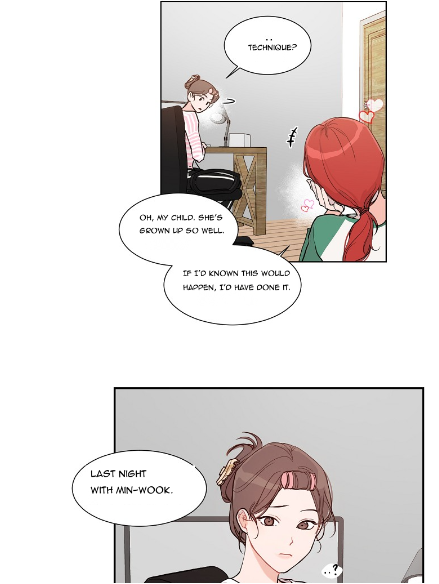 ..
TECHNIQUE?
OH, MY CHILD. SHE'S
GROWN UP SO WELL.
IF I'D KNOWN THIS WOULD
HAPPEN, I'D HAVE DONE IT.
LAST NIGHT
WITH MIN-WOOK.
..?